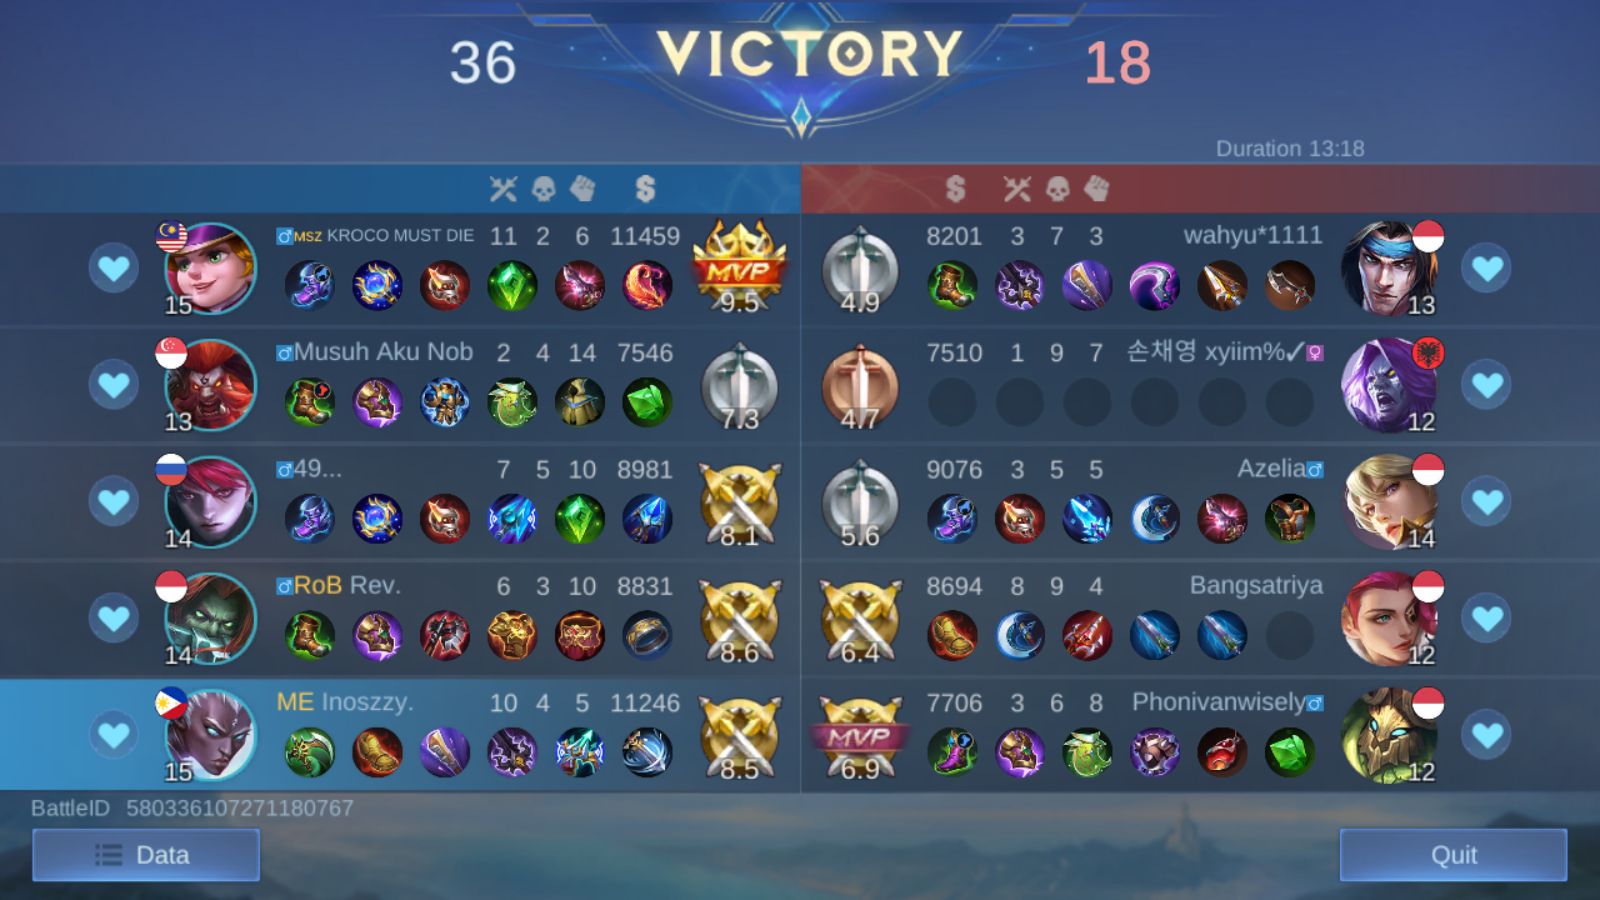 36
VICTORY
18
Duration 13:18
MSZ KROCO MUST DIE 11 2 6 11459
15
MVP
9.5
8201 3 7 3 wahyu*1111
4.9
13
Musuh Aku Nob 2 4 14 7546
13
7.3
7510 1 9 7 손채영 xyiim%✓
4.7
12
49... 7 5 10 8981
14
8.1
9076 3 5 5 Azelia
5.6
14
RoB Rev. 6 3 10 8831
14
8.6
8694 8 9 4 Bangsatriya
6.4
12
ME Inoszzy. 10 4 5 11246
15
8.5
7706 3 6 8 Phonivanwisely
MVP
6.9
12
BattleID 580336107271180767
Data
Quit